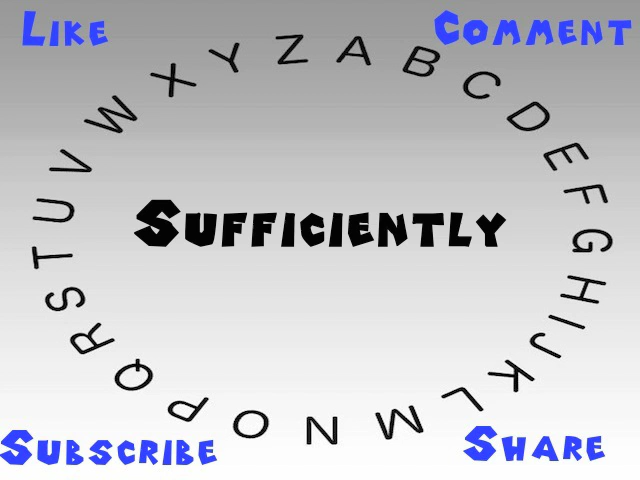 Like
Comment
A B C D E F G H I J K L M N O P Q R S T U V W X Y Z
Sufficiently
Subscribe
Share